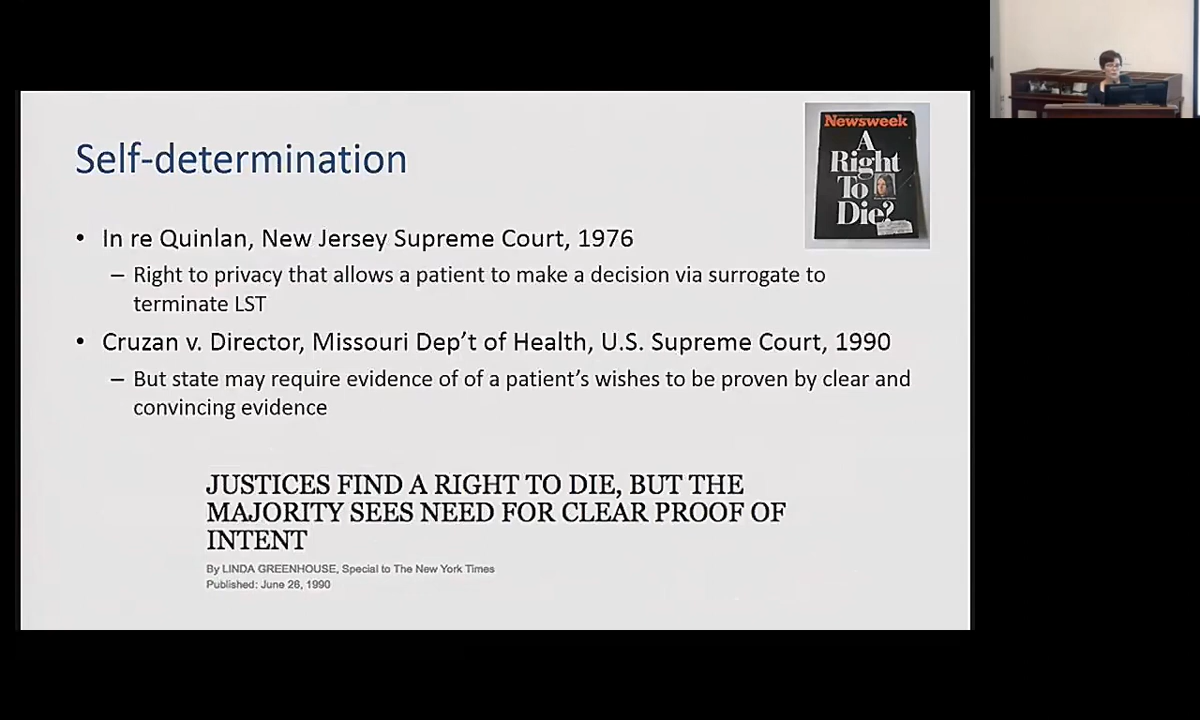 Self-determination
Newsweek
A
Right
To
Die?
• In re Quinlan, New Jersey Supreme Court, 1976
– Right to privacy that allows a patient to make a decision via surrogate to
terminate LST
• Cruzan v. Director, Missouri Dep’t of Health, U.S. Supreme Court, 1990
– But state may require evidence of of a patient’s wishes to be proven by clear and
convincing evidence
JUSTICES FIND A RIGHT TO DIE, BUT THE
MAJORITY SEES NEED FOR CLEAR PROOF OF
INTENT
By LINDA GREENHOUSE, Special to The New York Times
Published: June 26, 1990